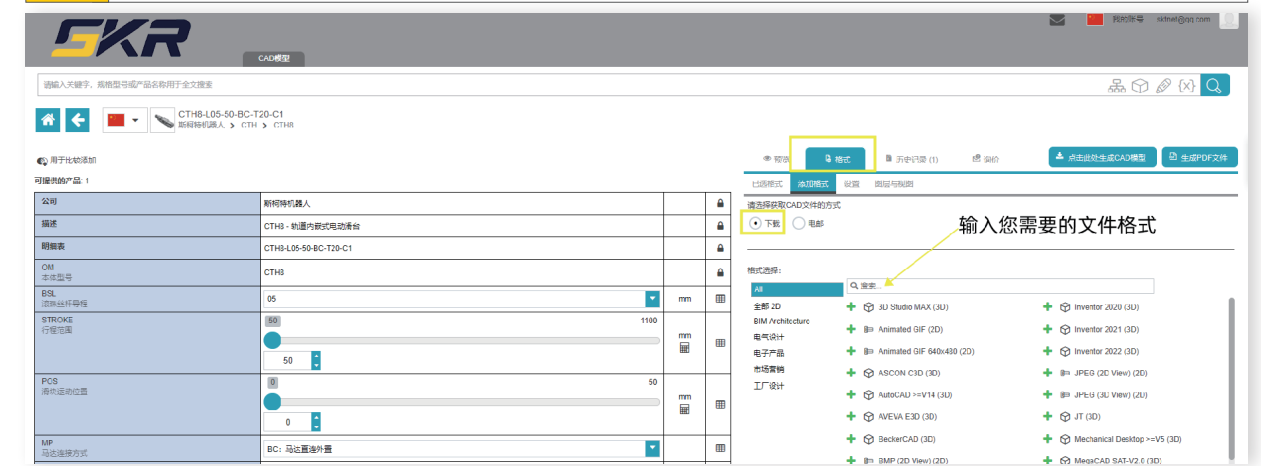 SKR
CAD模型
我的账号 sidnet@qq.com
请输入关键字，规格型号或产品名称用于全文搜索
{x}
CTH8-L05-50-BC-T20-C1
斯柯特机器人 > CTH > CTH8
用于比较添加
可提供的产品: 1
公司 斯柯特机器人
描述 CTH8 - 轨道内嵌式电动滑台
明细表 CTH8-L05-50-BC-T20-C1
OM
本体型号
CTH8
BSL
滚珠丝杆导程
05 mm
STROKE
行程范围
50 1100
mm
50
PCS
滑块运动位置
0 50
mm
0
MP
马达连接方式
BC：马达直连外置
预览 格式 历史记录 (1) 询价 点击此处生成CAD模型 生成PDF文件
已选格式 添加格式 设置 图层与视图
请选择获取CAD文件的方式
下载 电邮
输入您需要的文件格式
格式选择:
搜索...
All
全部 2D
BIM Architecture
电气设计
电子产品
市场营销
工厂设计
3D Studio MAX (3D) Inventor 2020 (3D)
Animated GIF (2D) Inventor 2021 (3D)
Animated GIF 640x480 (2D) Inventor 2022 (3D)
ASCON C3D (3D) JPEG (2D View) (2D)
AutoCAD >=V14 (3D) JPEG (3D View) (2D)
AVEVA E3D (3D) JT (3D)
BeckerCAD (3D) Mechanical Desktop >=V5 (3D)
BMP (2D View) (2D) MegaCAD SAT-V2.0 (3D)